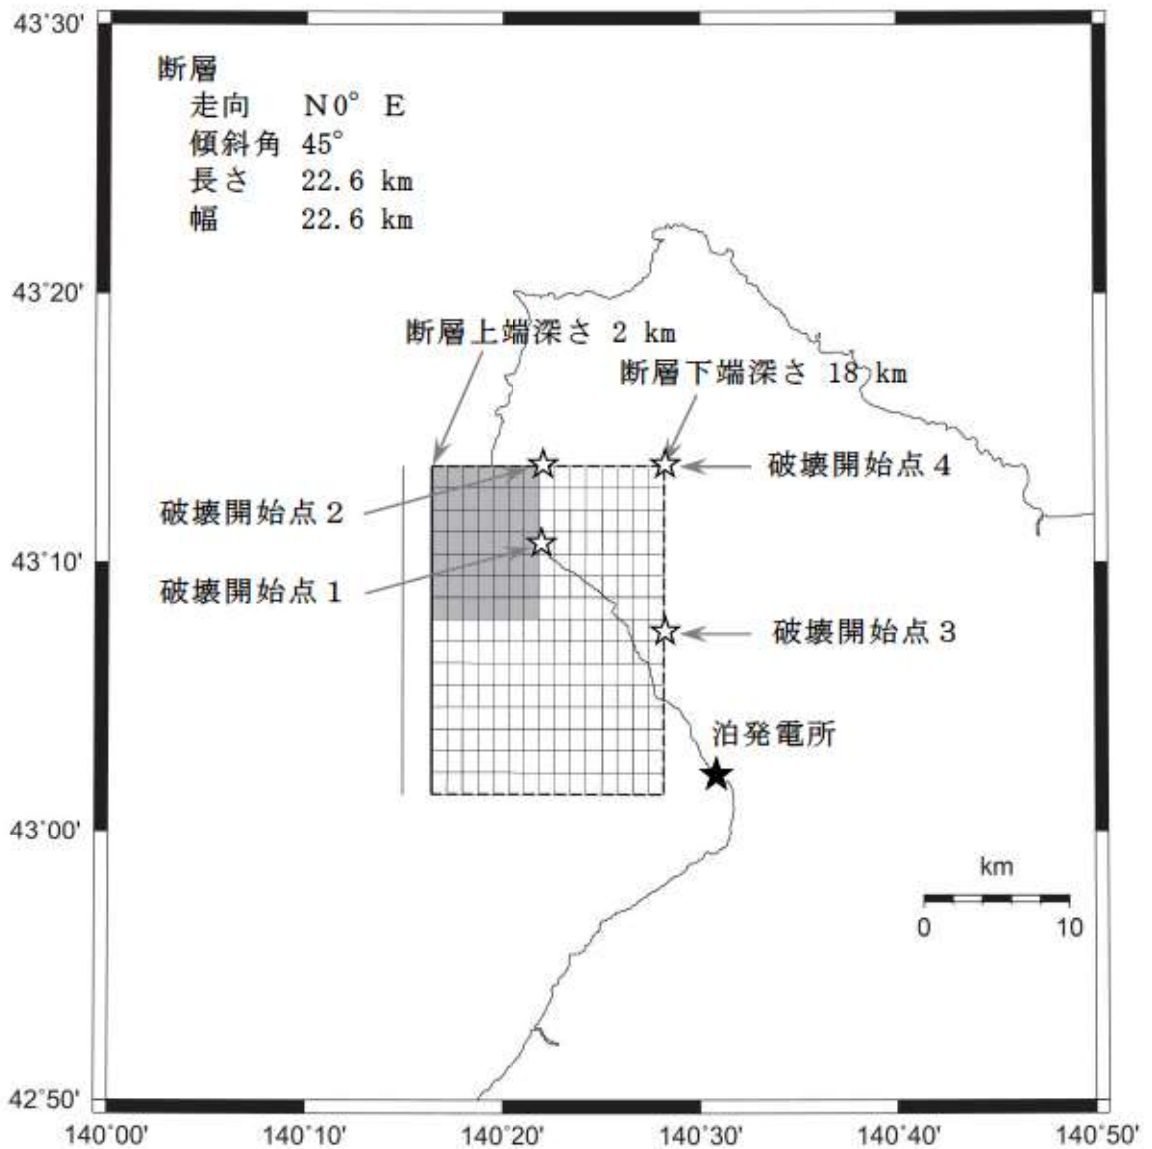 43°30'
断層
走向 N0° E
傾斜角 45°
長さ 22.6 km
幅 22.6 km
43°20'
断層上端深さ 2 km
断層下端深さ 18 km
破壊開始点4
破壊開始点2
43°10'
破壊開始点1
破壊開始点3
泊発電所
43°00'
km
0 10
42°50'
140°00' 140°10' 140°20' 140°30' 140°40' 140°50'